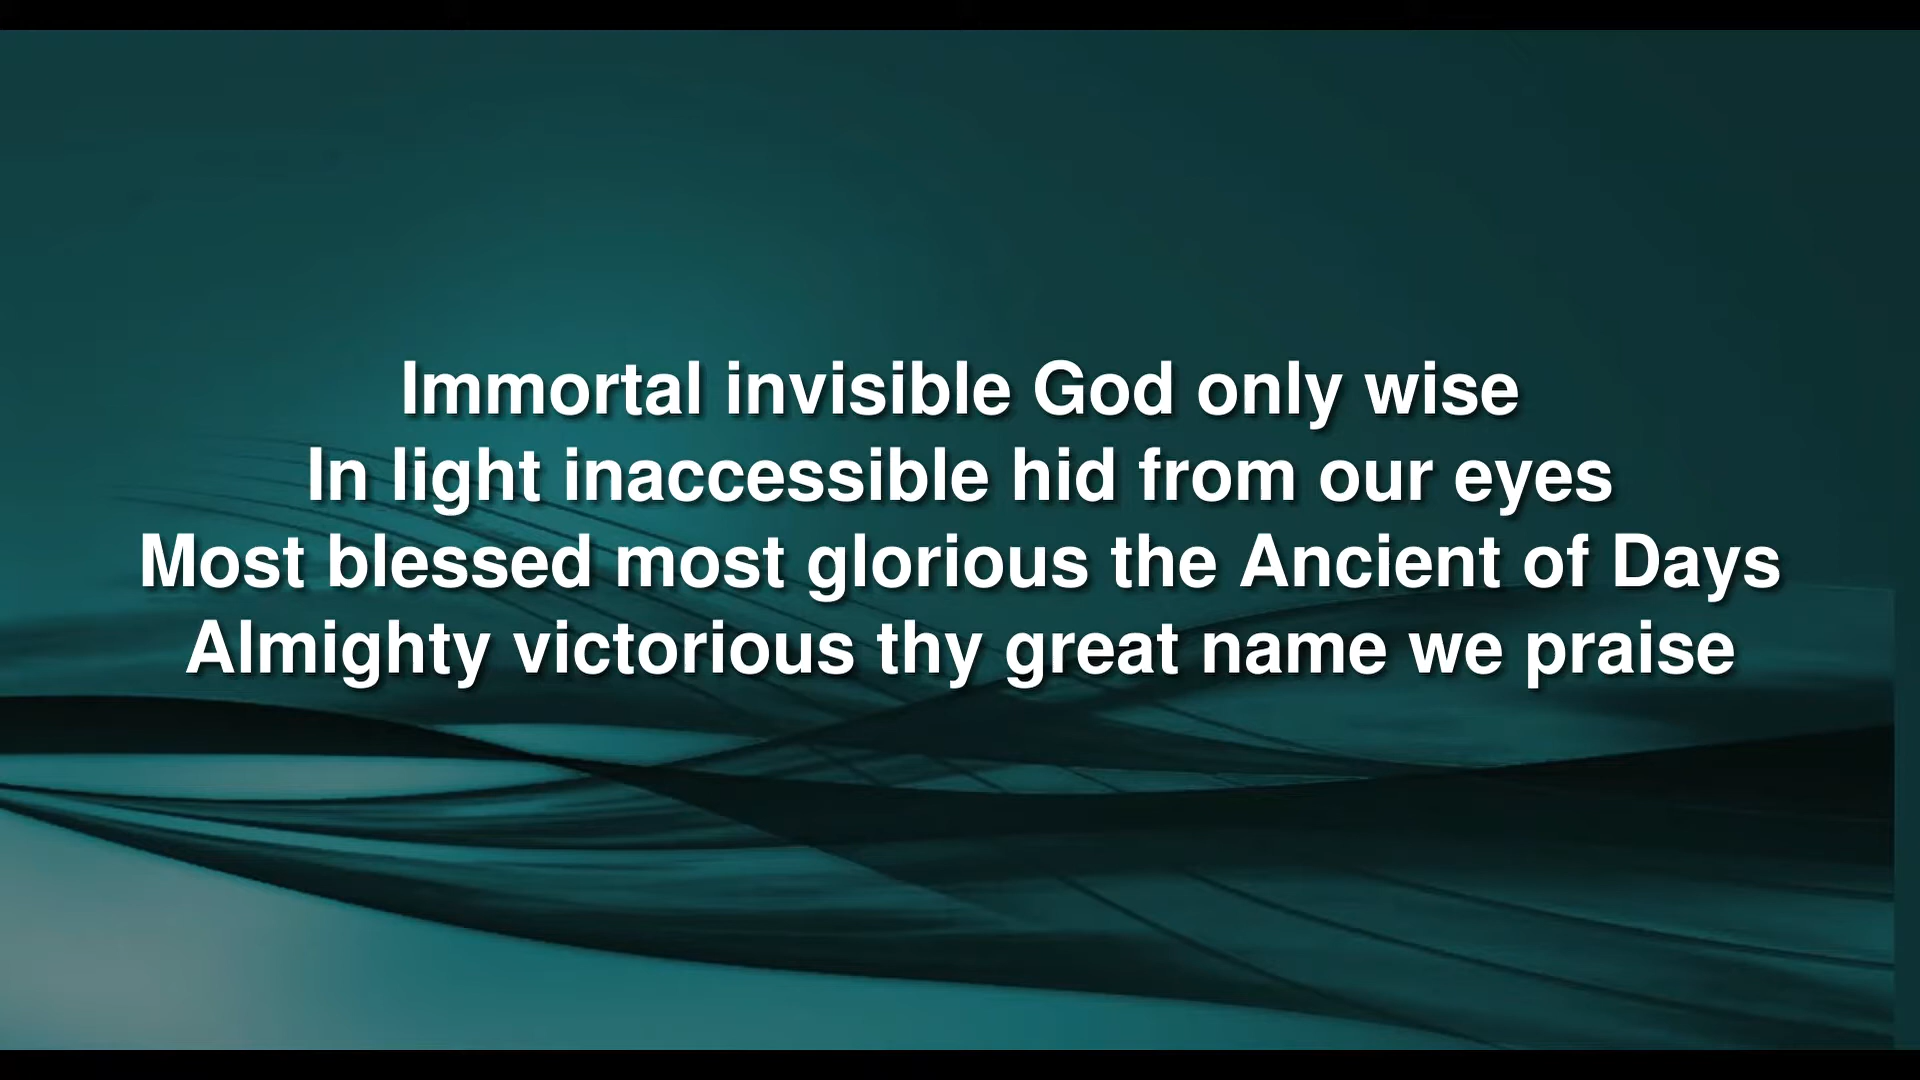 Immortal invisible God only wise
In light inaccessible hid from our eyes
Most blessed most glorious the Ancient of Days
Almighty victorious thy great name we praise